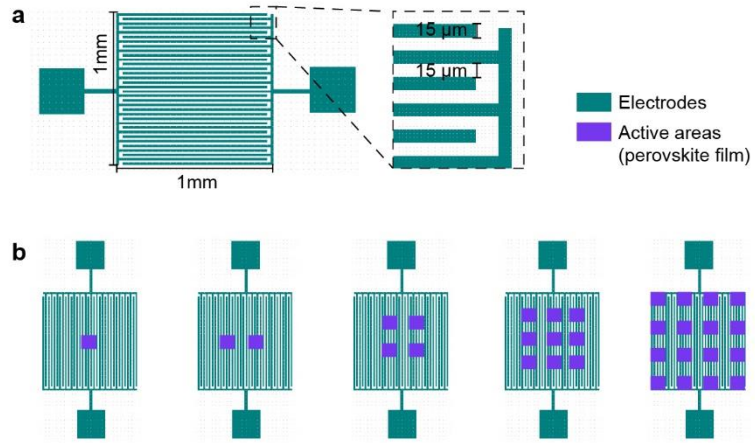 a
1mm
1mm
15 µm
15 µm
Electrodes
Active areas
(perovskite film)
b